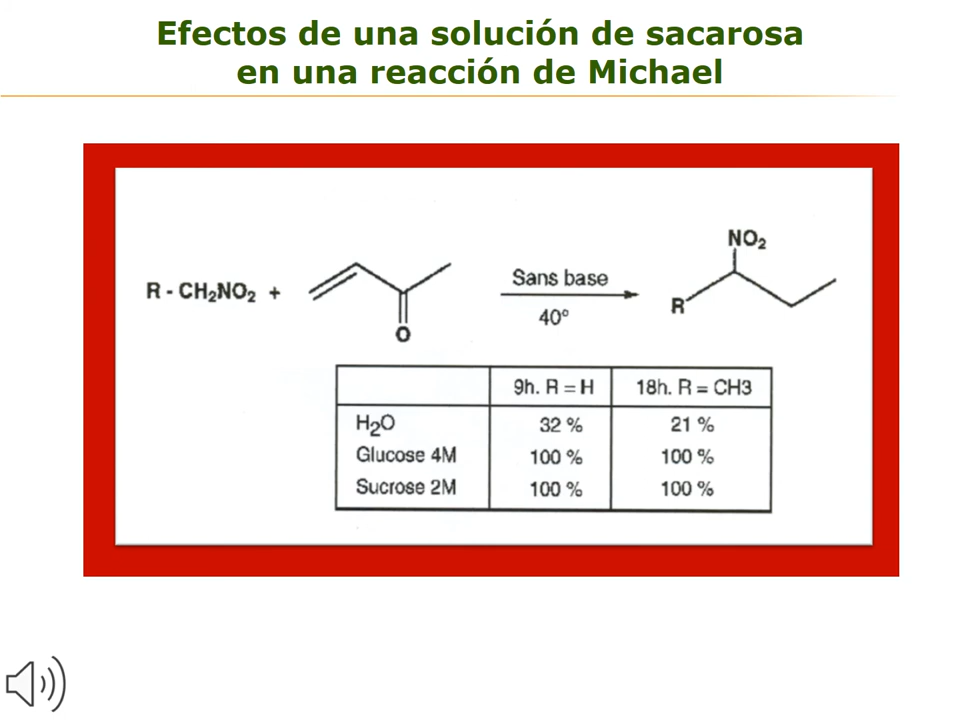 Efectos de una solución de sacarosa
en una reacción de Michael
NO2
R - CH2NO2 +
Sans base
40°
R
O
9h. R = H 18h. R = CH3
H2O 32 % 21 %
Glucose 4M 100 % 100 %
Sucrose 2M 100 % 100 %